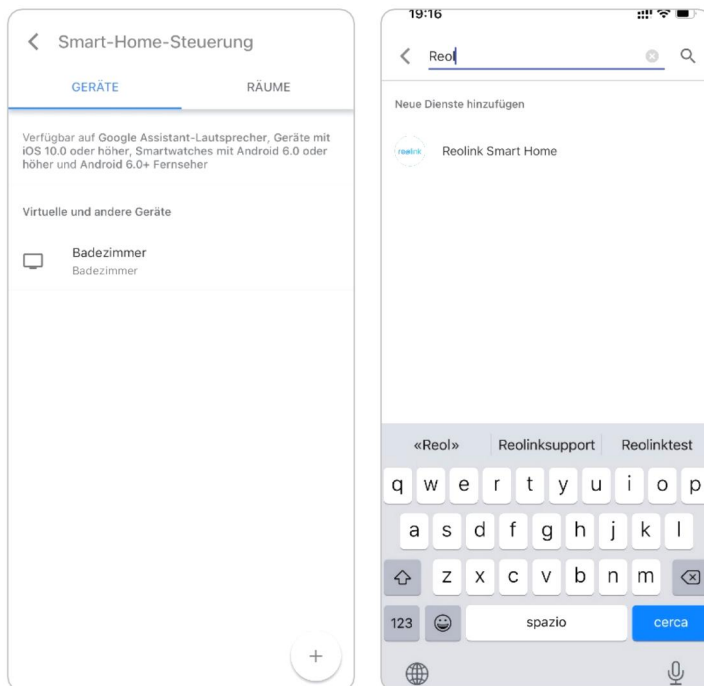 Smart-Home-Steuerung
GERÄTE RÄUME
Verfügbar auf Google Assistant-Lautsprecher, Geräte mit
iOS 10.0 oder höher, Smartwatches mit Android 6.0 oder
höher und Android 6.0+ Fernseher
Virtuelle und andere Geräte
Badezimmer
Badezimmer
+
19:16
Reol
Neue Dienste hinzufügen
reolink Reolink Smart Home
«Reol» Reolinksupport Reolinktest
q w e r t y u i o p
a s d f g h j k l
z x c v b n m
123 spazio cerca